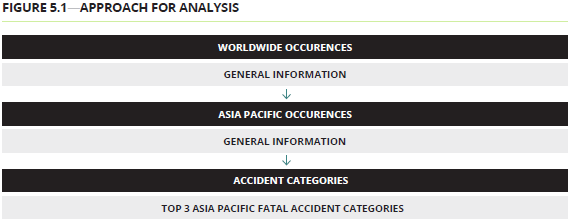 FIGURE 5.1—APPROACH FOR ANALYSIS
WORLDWIDE OCCURENCES
GENERAL INFORMATION
ASIA PACIFIC OCCURENCES
GENERAL INFORMATION
ACCIDENT CATEGORIES
TOP 3 ASIA PACIFIC FATAL ACCIDENT CATEGORIES